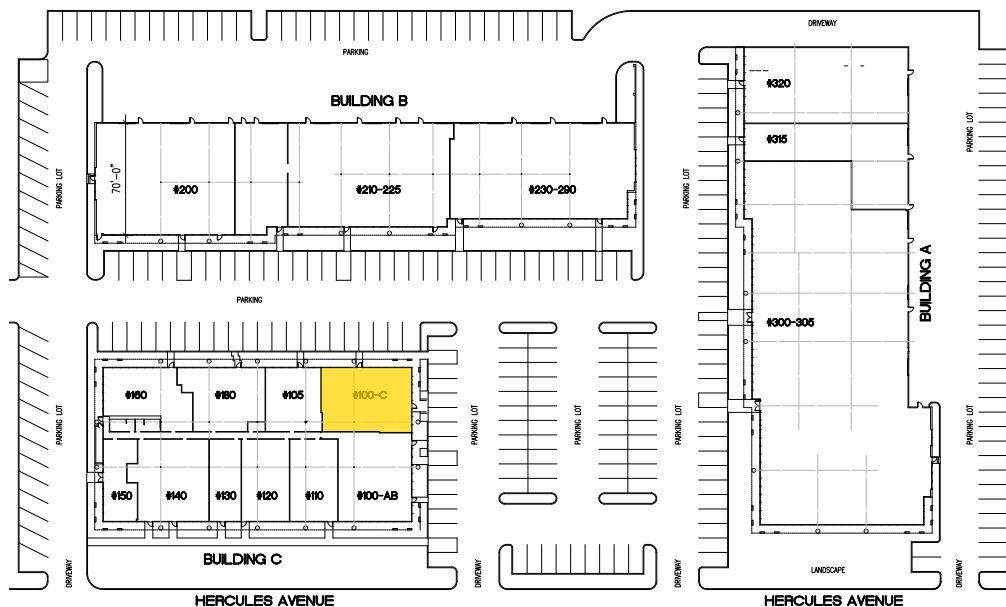 DRIVEWAY
PARKING
BUILDING B
#320
#315
PARKING LOT
PARKING LOT
PARKING LOT
70'-0"
#200
#210-225
#230-290
BUILDING A
PARKING
#300-305
#160
#180
#105
#100-C
PARKING LOT
PARKING LOT
PARKING LOT
PARKING LOT
PARKING LOT
#150
#140
#130
#120
#110
#100-AB
BUILDING C
DRIVEWAY
DRIVEWAY
DRIVEWAY
LANDSCAPE
DRIVEWAY
HERCULES AVENUE
HERCULES AVENUE